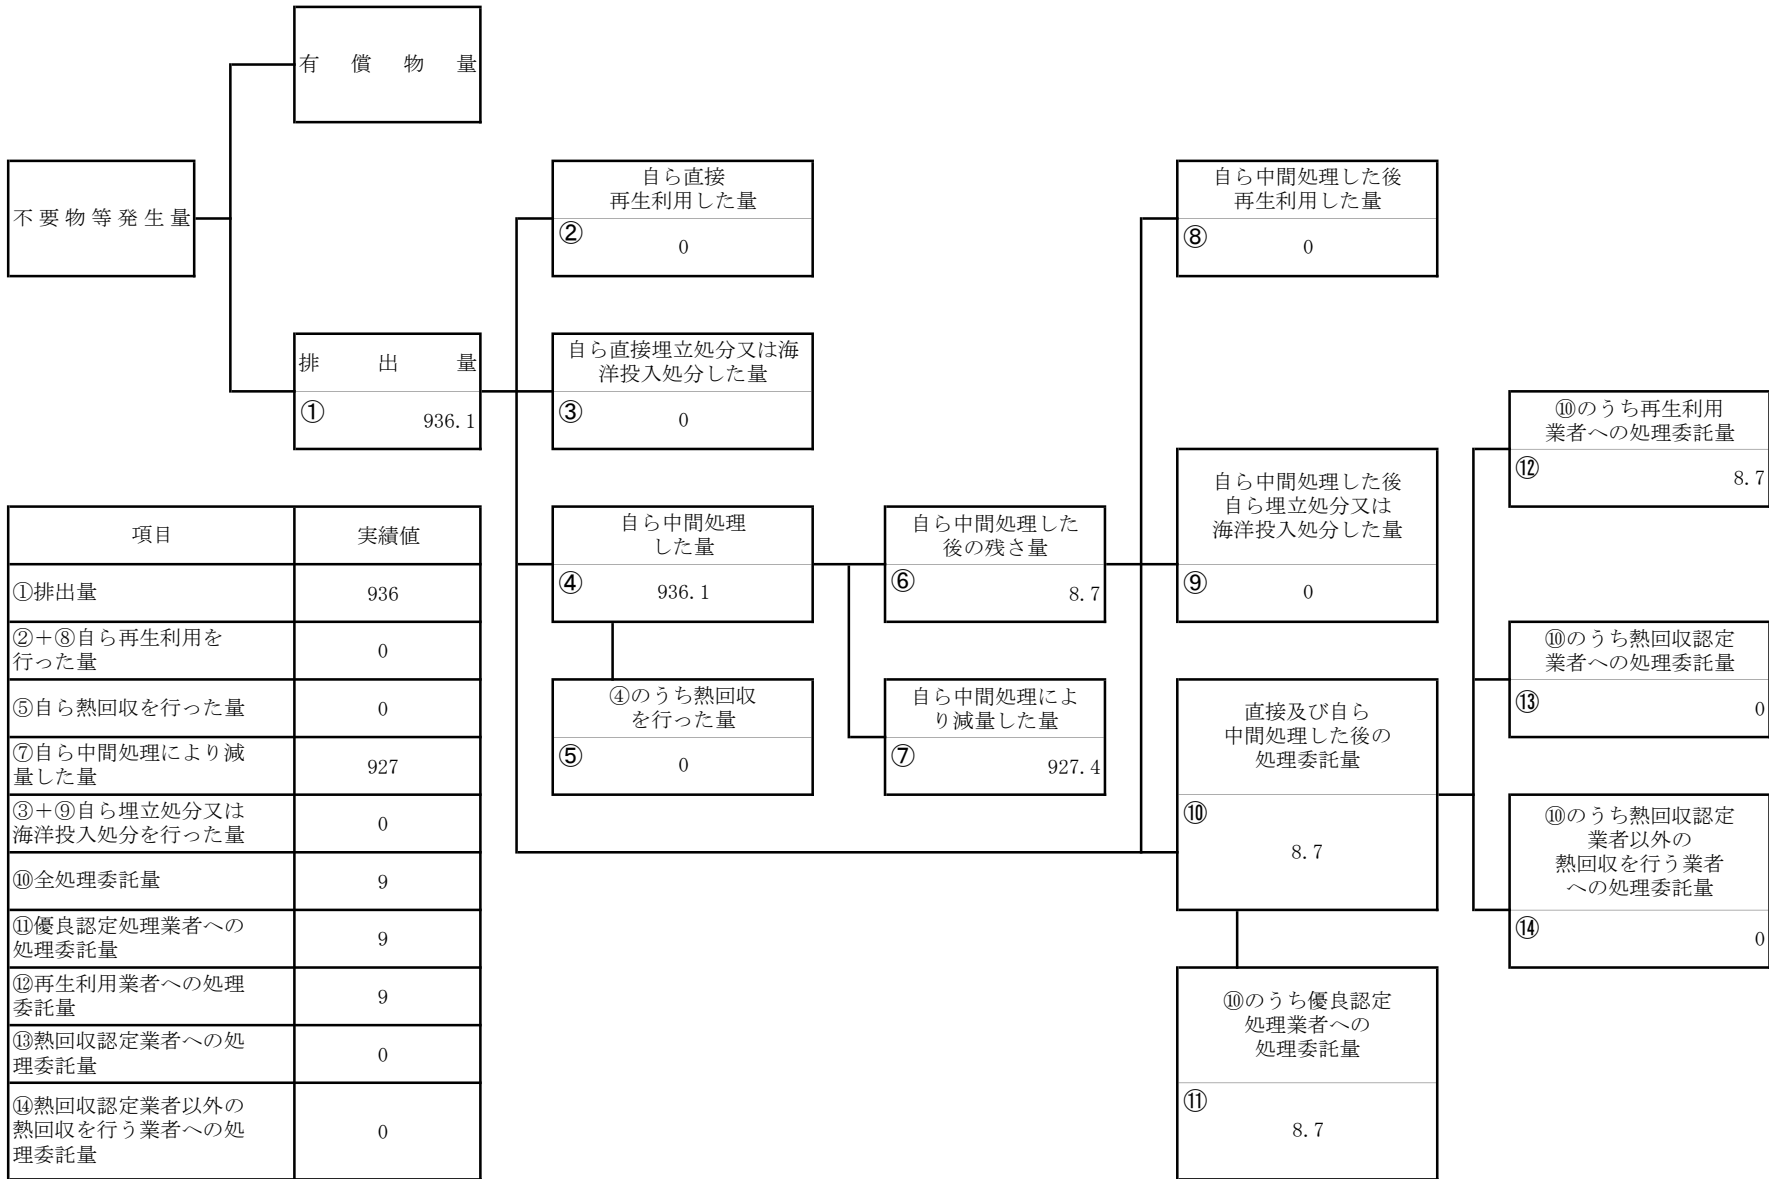 有償物量
不要物等発生量
排出量
①
936.1
自ら直接
再生利用した量
②
0
自ら直接埋立処分又は海
洋投入処分した量
③
0
自ら中間処理
した量
④
936.1
④のうち熱回収
を行った量
⑤
0
自ら中間処理した
後の残さ量
⑥
8.7
自ら中間処理によ
り減量した量
⑦
927.4
自ら中間処理した後
再生利用した量
⑧
0
自ら中間処理した後
自ら埋立処分又は
海洋投入処分した量
⑨
0
直接及び自ら
中間処理した後の
処理委託量
⑩
8.7
⑩のうち優良認定
処理業者への
処理委託量
⑪
8.7
⑩のうち再生利用
業者への処理委託量
⑫
8.7
⑩のうち熱回収認定
業者への処理委託量
⑬
0
⑩のうち熱回収認定
業者以外の
熱回収を行う業者
への処理委託量
⑭
0
項目 実績値
①排出量 936
②＋⑧自ら再生利用を
行った量 0
⑤自ら熱回収を行った量 0
⑦自ら中間処理により減
量した量 927
③＋⑨自ら埋立処分又は
海洋投入処分を行った量 0
⑩全処理委託量 9
⑪優良認定処理業者への
処理委託量 9
⑫再生利用業者への処理
委託量 9
⑬熱回収認定業者への処
理委託量 0
⑭熱回収認定業者以外の
熱回収を行う業者への処
理委託量 0